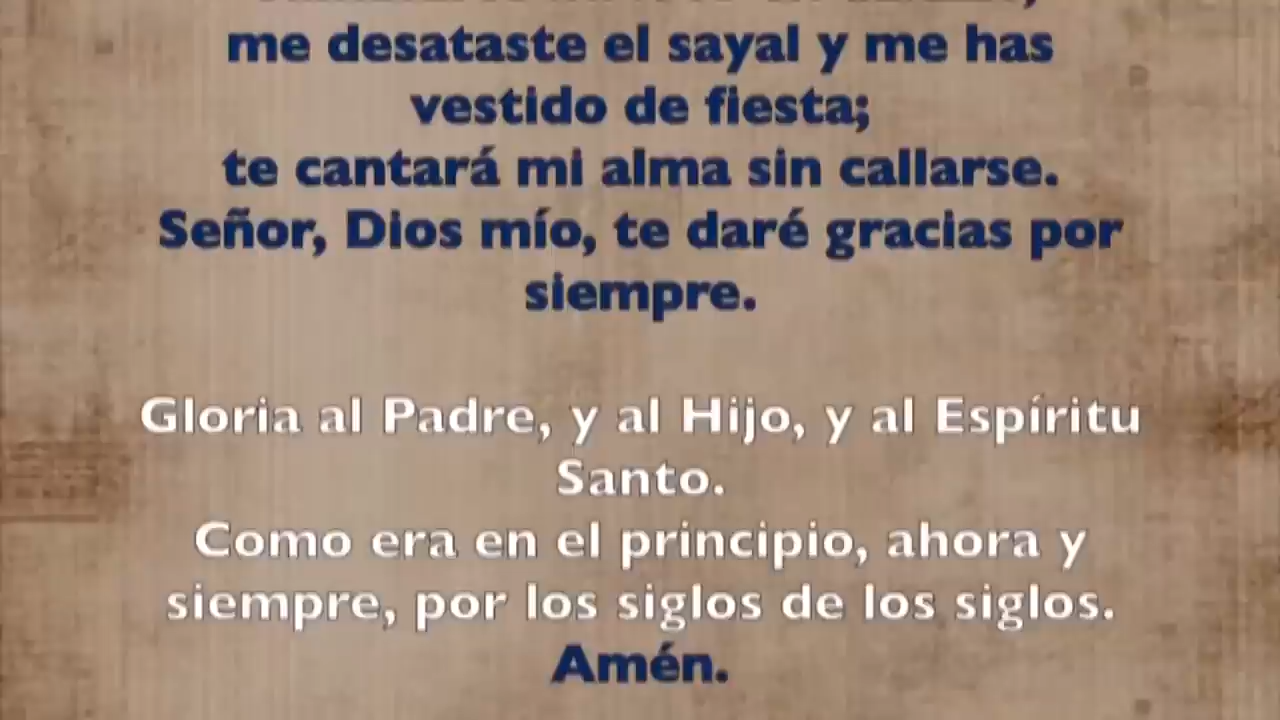 me desataste el sayal y me has
vestido de fiesta;
te cantará mi alma sin callarse.
Señor, Dios mío, te daré gracias por
siempre.
Gloria al Padre, y al Hijo, y al Espíritu
Santo.
Como era en el principio, ahora y
siempre, por los siglos de los siglos.
Amén.